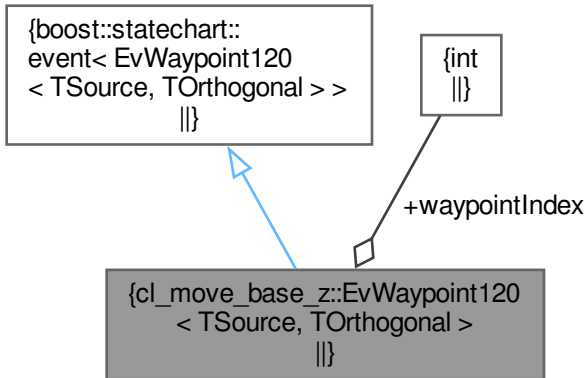 {boost::statechart::
event< EvWaypoint120
< TSource, TOrthogonal > >
||}
{int
||}
+waypointIndex
{cl_move_base_z::EvWaypoint120
< TSource, TOrthogonal >
||}